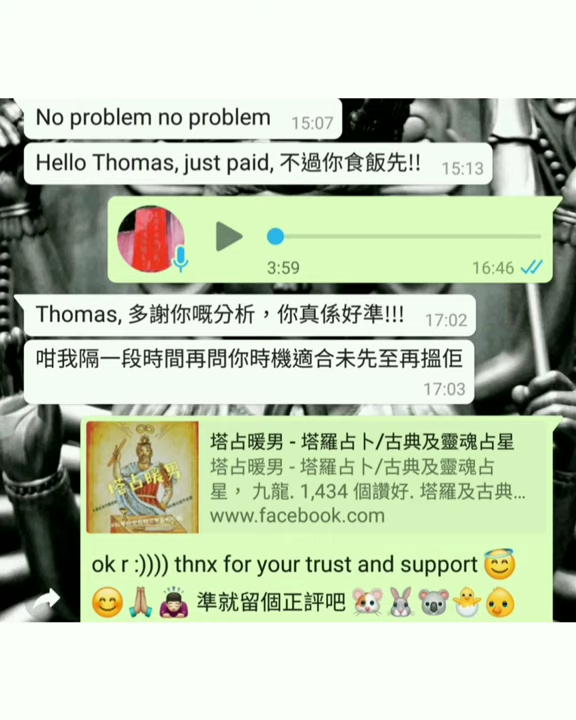 No problem no problem 15:07
Hello Thomas, just paid, 不過你食飯先!! 15:13
3:59 16:46
Thomas, 多謝你嘅分析，你真係好準!!! 17:02
咁我隔一段時間再問你時機適合未先至再搵佢
17:03
塔占暖男
塔占暖男 - 塔羅占卜/古典及靈魂占星
塔占暖男 - 塔羅占卜/古典及靈魂占
星， 九龍. 1,434 個讚好. 塔羅及古典...
www.facebook.com
ok r :)))) thnx for your trust and support 😇
😊🙏🏼🙇🏻 準就留個正評吧 🐹🐰🐨🐣🐥